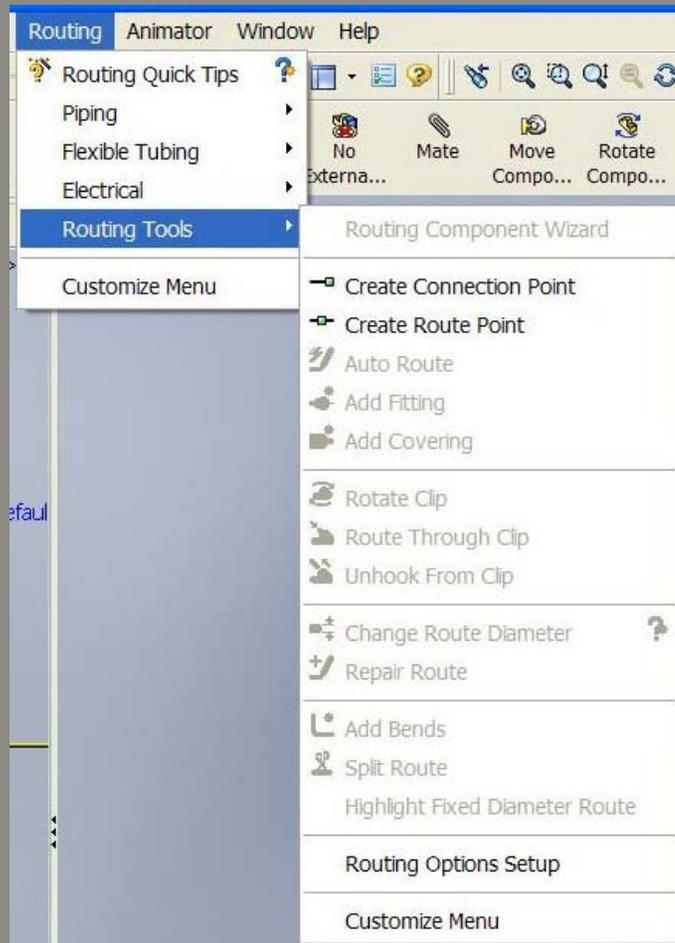 Routing Animator Window Help
Routing Quick Tips
Piping
Flexible Tubing
Electrical
Routing Tools
Customize Menu
No Externa...
Mate
Move Compo...
Rotate Compo...
Routing Component Wizard
Create Connection Point
Create Route Point
Auto Route
Add Fitting
Add Covering
Rotate Clip
Route Through Clip
Unhook From Clip
Change Route Diameter
Repair Route
Add Bends
Split Route
Highlight Fixed Diameter Route
Routing Options Setup
Customize Menu
efaul